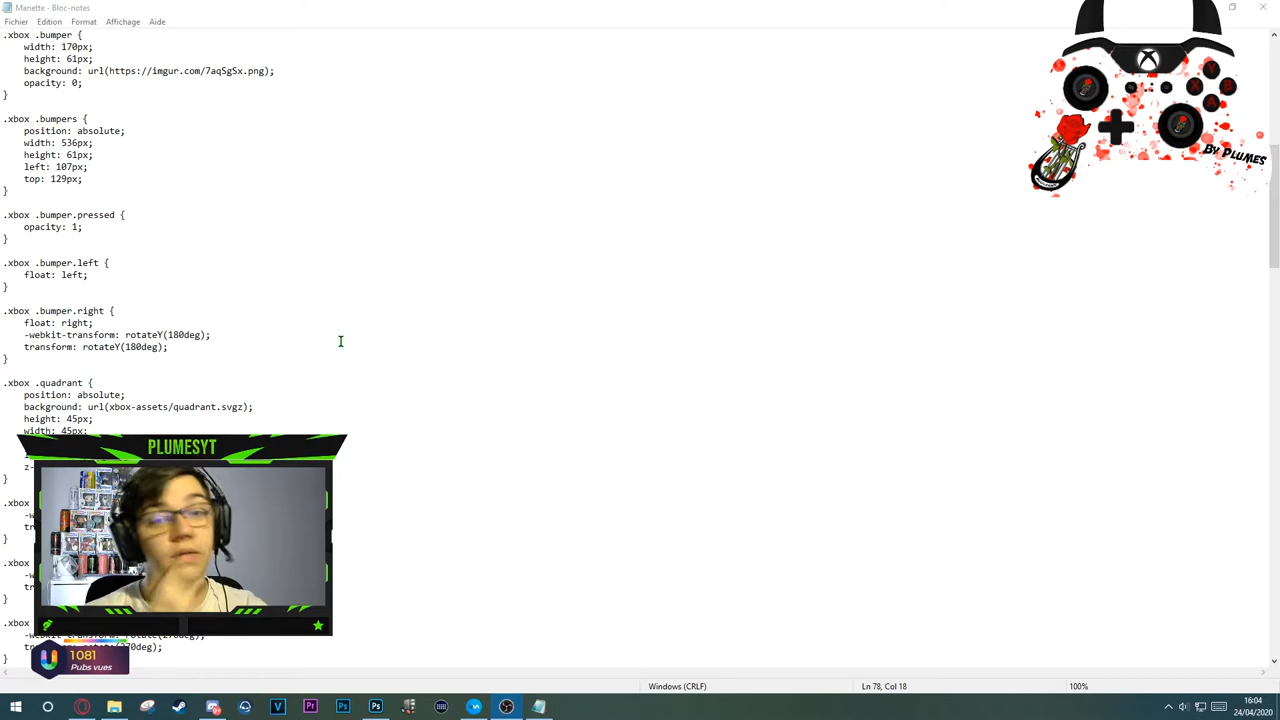 Manette - Bloc-notes
Fichier Edition Format Affichage Aide
.xbox .bumper {
width: 170px;
height: 61px;
background: url(https://imgur.com/7aqSgSx.png);
opacity: 0;
}
.xbox .bumpers {
position: absolute;
width: 536px;
height: 61px;
left: 107px;
top: 129px;
}
.xbox .bumper.pressed {
opacity: 1;
}
.xbox .bumper.left {
float: left;
}
.xbox .bumper.right {
float: right;
-webkit-transform: rotateY(180deg);
transform: rotateY(180deg);
}
.xbox .quadrant {
position: absolute;
background: url(xbox-assets/quadrant.svgz);
height: 45px;
width: 45px;
}
}
}
-webkit-transform: rotate(270deg);
}
Y
X
B
A
By Plumes
PLUMESYT
1081
Pubs vues
Windows (CRLF)
Ln 78, Col 18
100%
16:04
24/04/2020